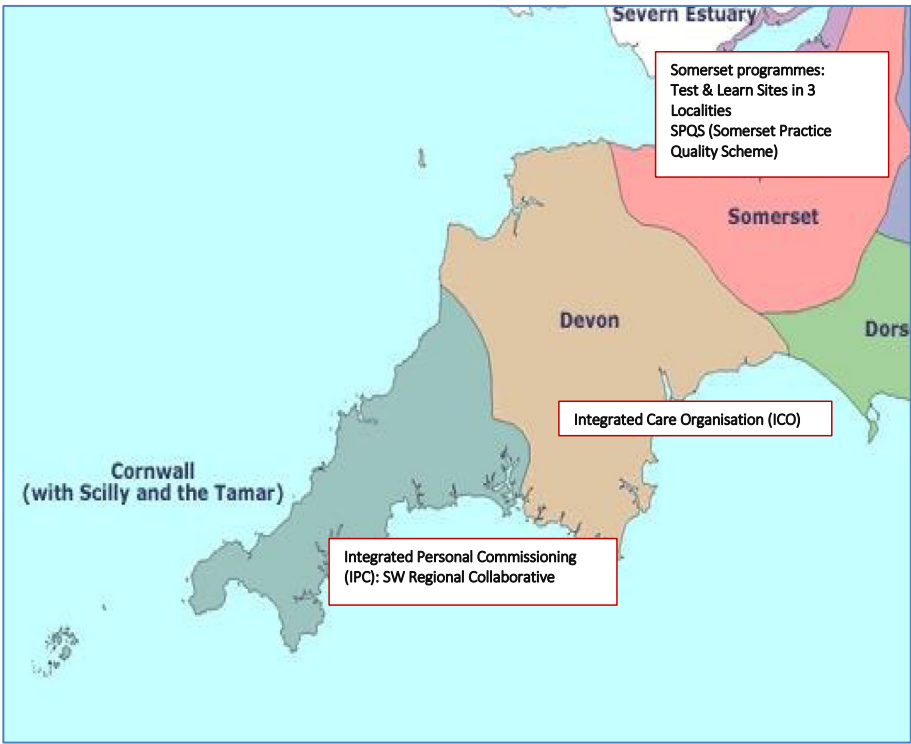 Severn Estuary
Somerset programmes:
Test & Learn Sites in 3
Localities
SPQS (Somerset Practice
Quality Scheme)
Somerset
Devon
Dors
Integrated Care Organisation (ICO)
Cornwall
(with Scilly and the Tamar)
Integrated Personal Commissioning
(IPC): SW Regional Collaborative